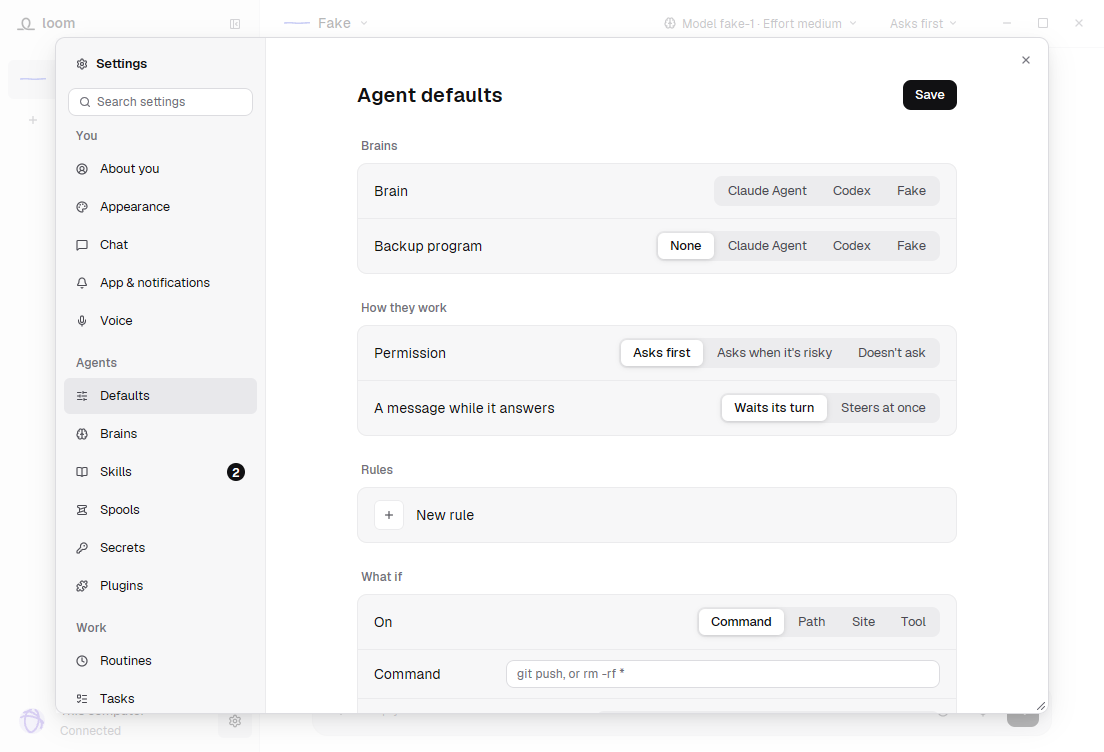 loom
Fake
Model fake-1 · Effort medium
Asks first
Settings
Search settings
You
About you
Appearance
Chat
App & notifications
Voice
Agents
Defaults
Brains
Skills
2
Spools
Secrets
Plugins
Work
Routines
Tasks
Connected
Agent defaults
Save
Brains
Brain
Claude Agent
Codex
Fake
Backup program
None
Claude Agent
Codex
Fake
How they work
Permission
Asks first
Asks when it's risky
Doesn't ask
A message while it answers
Waits its turn
Steers at once
Rules
New rule
What if
On
Command
Path
Site
Tool
Command
git push, or rm -rf *